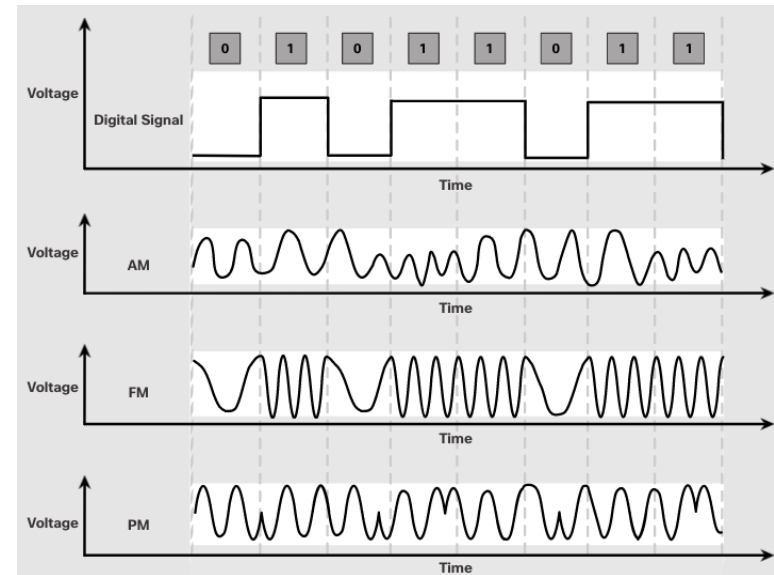 0 1 0 1 1 0 1 1
Voltage
Digital Signal
Time
Voltage
AM
Time
Voltage
FM
Time
Voltage
PM
Time